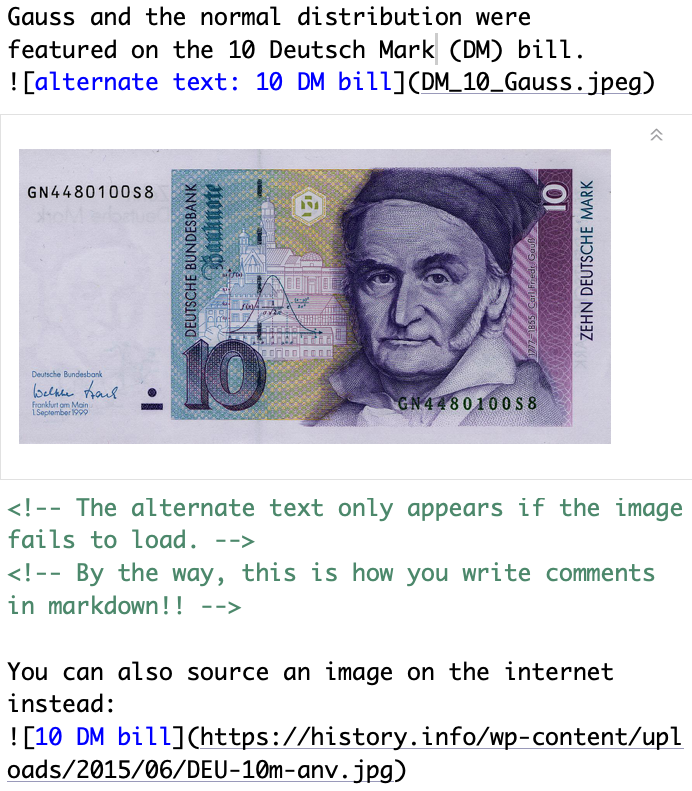 Gauss and the normal distribution were
featured on the 10 Deutsch Mark (DM) bill.
![alternate text: 10 DM bill](DM_10_Gauss.jpeg)
GN4480100S8
DEUTSCHE BUNDESBANK
Banknote
10
ZEHN DEUTSCHE MARK
1777-1855 Carl Friedr. Gauß
10
GN4480100S8
Deutsche Bundesbank
Frankfurt am Main
1.September 1999
<!-- The alternate text only appears if the image
fails to load. -->
<!-- By the way, this is how you write comments
in markdown!! -->
You can also source an image on the internet
instead:
![10 DM bill](https://history.info/wp-content/upl
oads/2015/06/DEU-10m-anv.jpg)